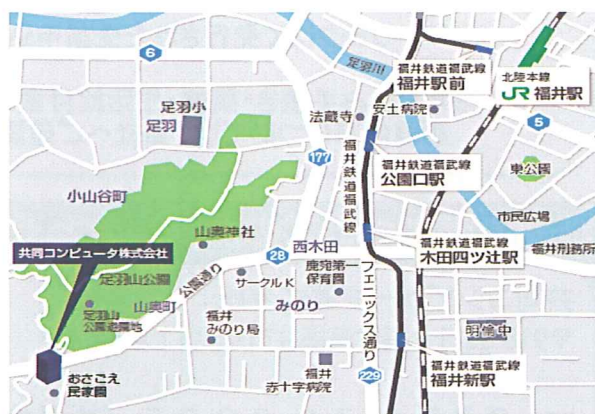 6
足羽川
福井鉄道福武線
福井駅前
北陸本線
JR 福井駅
足羽小
足羽
法蔵寺
安土病院
5
177
福井鉄道福武線
福井鉄道福武線
公園口駅
東公園
小山谷町
市民広場
山奥神社
西木田
28
福井鉄道福武線
木田四ツ辻駅
福井刑務所
共同コンピュータ株式会社
足羽山公園
公園通り
サークルK
鹿苑第一
保育園
フェニックス通り
山奥町
みのり
足羽山
公園遊園地
福井
みのり局
明倫中
おさごえ
民家園
福井
赤十字病院
229
福井鉄道福武線
福井新駅